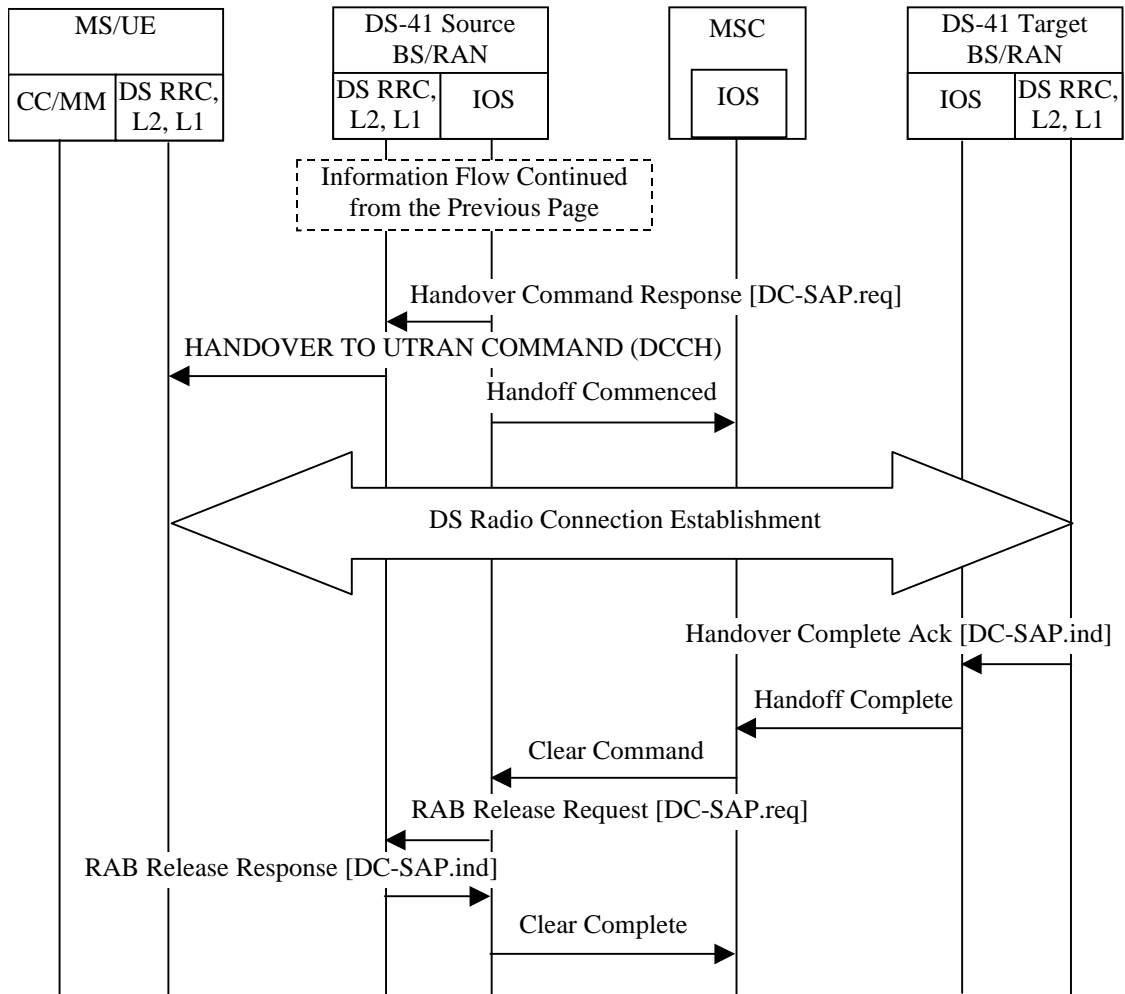 MS/UE
DS-41 Source
BS/RAN
MSC
DS-41 Target
BS/RAN
CC/MM
DS RRC,
L2, L1
DS RRC,
L2, L1
IOS
IOS
IOS
DS RRC,
L2, L1
Information Flow Continued
from the Previous Page
Handover Command Response [DC-SAP.req]
HANDOVER TO UTRAN COMMAND (DCCH)
Handoff Commenced
DS Radio Connection Establishment
Handover Complete Ack [DC-SAP.ind]
Handoff Complete
Clear Command
RAB Release Request [DC-SAP.req]
RAB Release Response [DC-SAP.ind]
Clear Complete